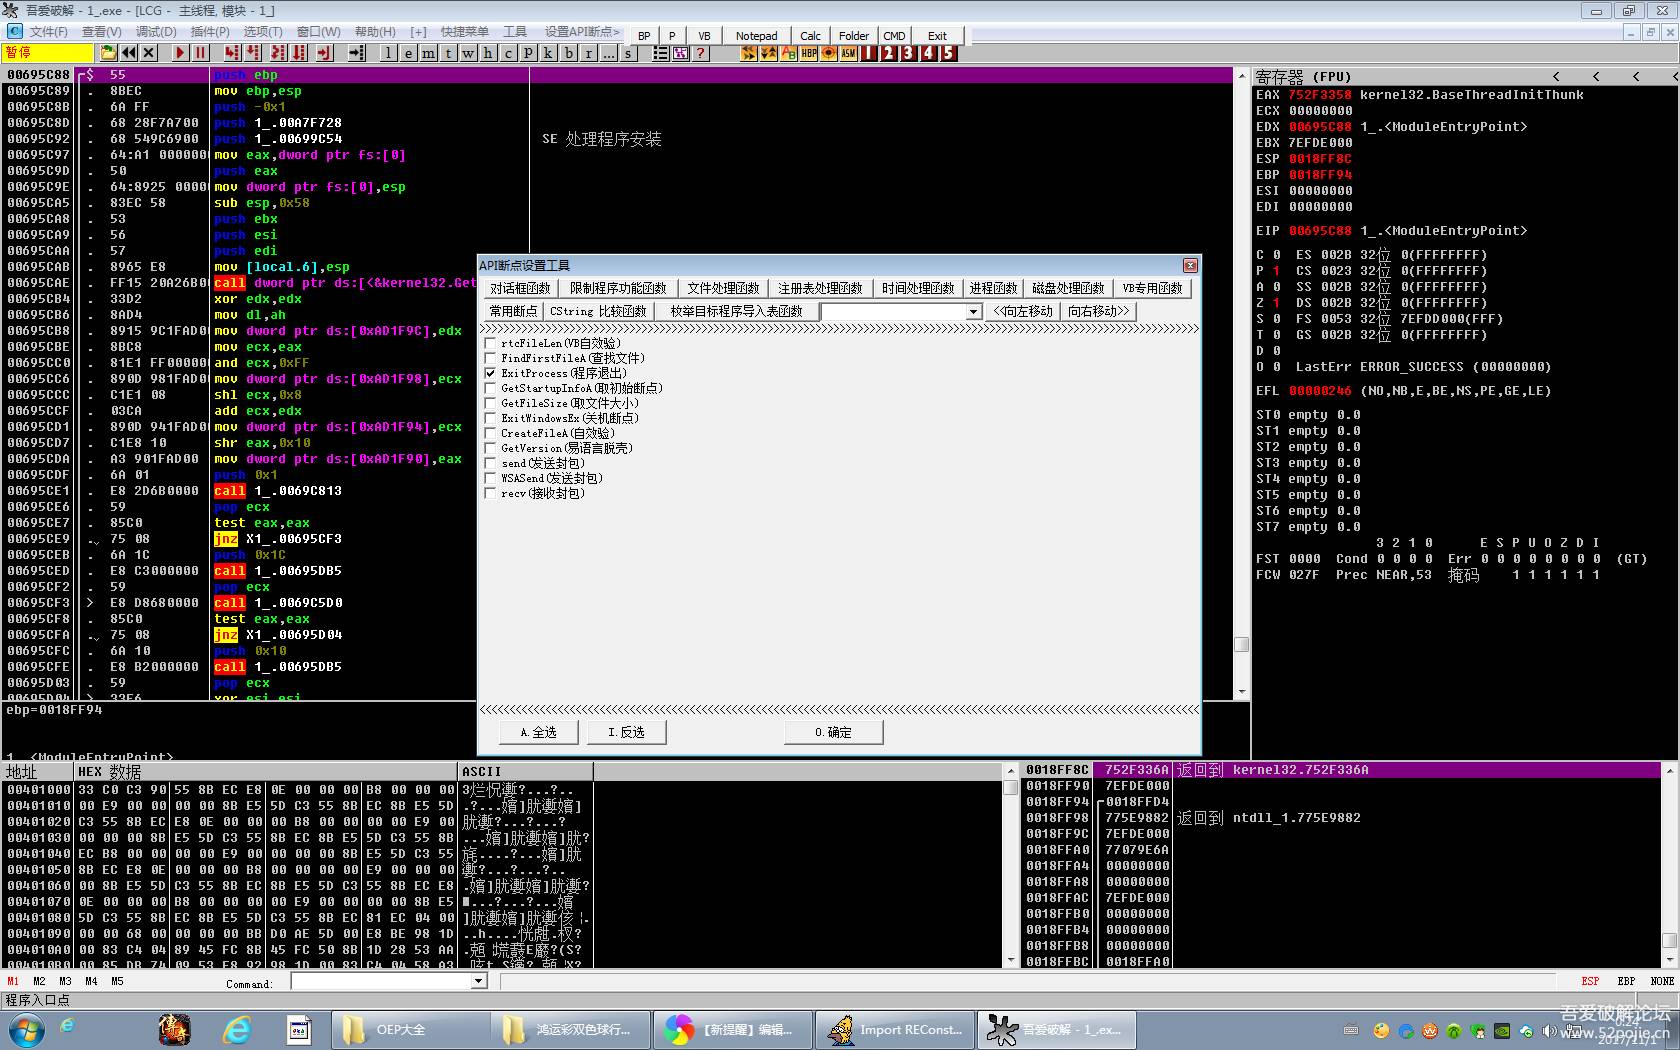 吾爱破解 - 1_.exe - [LCG - 主线程, 模块 - 1_]
文件(F) 查看(V) 调试(D) 插件(P) 选项(T) 窗口(W) 帮助(H) [+] 快捷菜单 工具 设置API断点>
BP P VB Notepad Calc Folder CMD Exit
暂停 l e m t w h c p k b r ... s ?
00695C88 $ 55 push ebp
00695C89 . 8BEC mov ebp,esp
00695C8B . 6A FF push -0x1
00695C8D . 68 28F7A700 push 1_.00A7F728
00695C92 . 68 549C6900 push 1_.00699C54 SE 处理程序安装
00695C97 . 64:A1 000000 mov eax,dword ptr fs:[0]
00695C9D . 50 push eax
00695C9E . 64:8925 0000 mov dword ptr fs:[0],esp
00695CA5 . 83EC 58 sub esp,0x58
00695CA8 . 53 push ebx
00695CA9 . 56 push esi
00695CAA . 57 push edi
00695CAB . 8965 E8 mov [local.6],esp
00695CAE . FF15 20A26B0 call dword ptr ds:[<&kernel32.Get
00695CB4 . 33D2 xor edx,edx
00695CB6 . 8AD4 mov dl,ah
00695CB8 . 8915 9C1FAD0 mov dword ptr ds:[0xAD1F9C],edx
00695CBE . 8BC8 mov ecx,eax
00695CC0 . 81E1 FF00000 and ecx,0xFF
00695CC6 . 890D 981FAD0 mov dword ptr ds:[0xAD1F98],ecx
00695CCC . C1E1 08 shl ecx,0x8
00695CCF . 03CA add ecx,edx
00695CD1 . 890D 941FAD0 mov dword ptr ds:[0xAD1F94],ecx
00695CD7 . C1E8 10 shr eax,0x10
00695CDA . A3 901FAD00 mov dword ptr ds:[0xAD1F90],eax
00695CDF . 6A 01 push 0x1
00695CE1 . E8 2D6B0000 call 1_.0069C813
00695CE6 . 59 pop ecx
00695CE7 . 85C0 test eax,eax
00695CE9 . 75 08 jnz X1_.00695CF3
00695CEB . 6A 1C push 0x1C
00695CED . E8 C3000000 call 1_.00695DB5
00695CF2 . 59 pop ecx
00695CF3 > E8 D8680000 call 1_.0069C5D0
00695CF8 . 85C0 test eax,eax
00695CFA . 75 08 jnz X1_.00695D04
00695CFC . 6A 10 push 0x10
00695CFE . E8 B2000000 call 1_.00695DB5
00695D03 . 59 pop ecx
00695D04 > 33F6 xor esi,esi
ebp=0018FF94
1_.<ModuleEntryPoint>
寄存器 (FPU) < < < <
EAX 752F3358 kernel32.BaseThreadInitThunk
ECX 00000000
EDX 00695C88 1_.<ModuleEntryPoint>
EBX 7EFDE000
ESP 0018FF8C
EBP 0018FF94
ESI 00000000
EDI 00000000
EIP 00695C88 1_.<ModuleEntryPoint>
C 0 ES 002B 32位 0(FFFFFFFF)
P 1 CS 0023 32位 0(FFFFFFFF)
A 0 SS 002B 32位 0(FFFFFFFF)
Z 1 DS 002B 32位 0(FFFFFFFF)
S 0 FS 0053 32位 7EFDD000(FFF)
T 0 GS 002B 32位 0(FFFFFFFF)
D 0
O 0 LastErr ERROR_SUCCESS (00000000)
EFL 00000246 (NO,NB,E,BE,NS,PE,GE,LE)
ST0 empty 0.0
ST1 empty 0.0
ST2 empty 0.0
ST3 empty 0.0
ST4 empty 0.0
ST5 empty 0.0
ST6 empty 0.0
ST7 empty 0.0
3 2 1 0 E S P U O Z D I
FST 0000 Cond 0 0 0 0 Err 0 0 0 0 0 0 0 0 (GT)
FCW 027F Prec NEAR,53 掩码 1 1 1 1 1 1
API断点设置工具
对话框函数 限制程序功能函数 文件处理函数 注册表处理函数 时间处理函数 进程函数 磁盘处理函数 VB专用函数
常用断点 CString 比较函数 枚举目标程序导入表函数 <<向左移动 向右移动>>
rtcFileLen(VB自效验)
FindFirstFileA(查找文件)
ExitProcess(程序退出)
GetStartupInfoA(取初始断点)
GetFileSize(取文件大小)
ExitWindowsEx(关机断点)
CreateFileA(自效验)
GetVersion(易语言脱壳)
send(发送封包)
WSASend(发送封包)
recv(接收封包)
A.全选 I.反选 O.确定
地址 HEX 数据 ASCII
00401000 33 C0 C3 90 55 8B EC E8 0E 00 00 00 B8 00 00 00
00401010 00 E9 00 00 00 00 8B E5 5D C3 55 8B EC 8B E5 5D
00401020 C3 55 8B EC E8 0E 00 00 00 B8 00 00 00 00 E9 00
00401030 00 00 00 8B E5 5D C3 55 8B EC 8B E5 5D C3 55 8B
00401040 EC B8 00 00 00 00 E9 00 00 00 00 8B E5 5D C3 55
00401050 8B EC E8 0E 00 00 00 B8 00 00 00 00 E9 00 00 00
00401060 00 8B E5 5D C3 55 8B EC 8B E5 5D C3 55 8B EC E8
00401070 0E 00 00 00 B8 00 00 00 00 E9 00 00 00 00 8B E5
00401080 5D C3 55 8B EC 8B E5 5D C3 55 8B EC 81 EC 04 00
00401090 00 00 68 00 00 00 00 BB D0 AE 5D 00 E8 BE 98 1D
004010A0 00 83 C4 04 89 45 FC 8B 45 FC 50 8B 1D 28 53 AA
004010B0 00 85 DB 74 09 53 E8 92 98 1D 00 83 C4 04 58 A3
0018FF8C 752F336A 返回到 kernel32.752F336A
0018FF90 7EFDE000
0018FF94 0018FFD4
0018FF98 775E9882 返回到 ntdll_1.775E9882
0018FF9C 7EFDE000
0018FFA0 77079E6A
0018FFA4 00000000
0018FFA8 00000000
0018FFAC 7EFDE000
0018FFB0 00000000
0018FFB4 00000000
0018FFB8 00000000
0018FFBC 0018FFA0
M1 M2 M3 M4 M5 Command: ESP EBP NONE
程序入口点
OEP大全 鸿运彩双色球行... 【新提醒】编辑... Import REConst... 吾爱破解 - 1_.ex...
吾爱破解论坛
0:24
www.52pojie.cn
2017/11/1